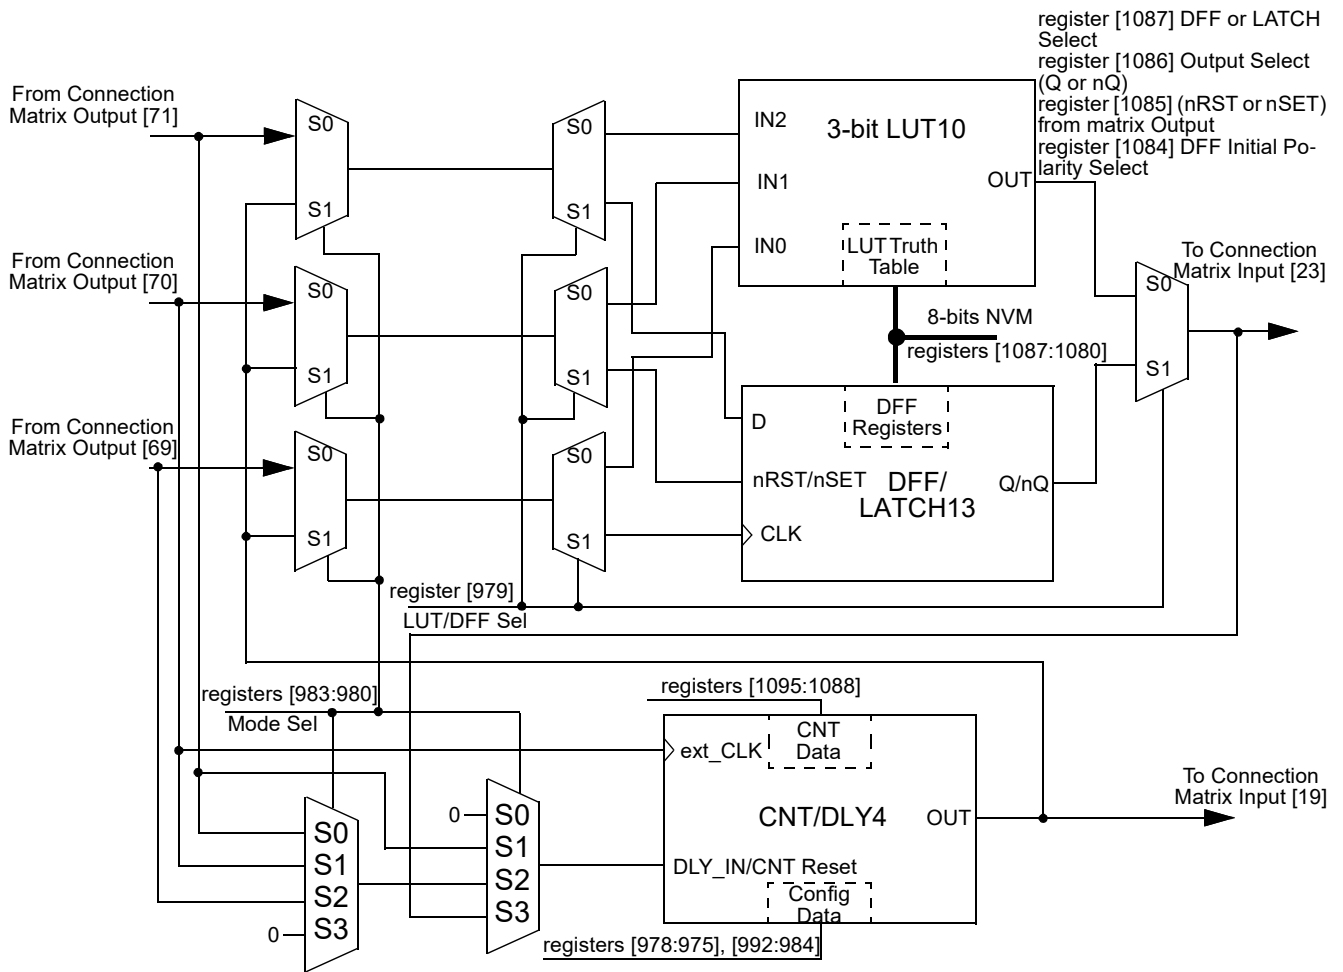 register [1087] DFF or LATCH
Select
register [1086] Output Select
(Q or nQ)
register [1085] (nRST or nSET)
from matrix Output
register [1084] DFF Initial Po-
larity Select
From Connection
Matrix Output [71]
S0
S1
S0
S1
IN2
3-bit LUT10
IN1
OUT
IN0
LUT Truth
Table
From Connection
Matrix Output [70]
S0
S1
S0
S1
To Connection
Matrix Input [23]
S0
S1
8-bits NVM
registers [1087:1080]
From Connection
Matrix Output [69]
S0
S1
S0
S1
D
DFF
Registers
nRST/nSET
DFF/
LATCH13
Q/nQ
CLK
register [979]
LUT/DFF Sel
registers [983:980]
Mode Sel
registers [1095:1088]
ext_CLK
CNT
Data
CNT/DLY4
OUT
To Connection
Matrix Input [19]
0
S0
S1
S2
S3
S0
S1
S2
S3
0
DLY_IN/CNT Reset
Config
Data
registers [978:975], [992:984]